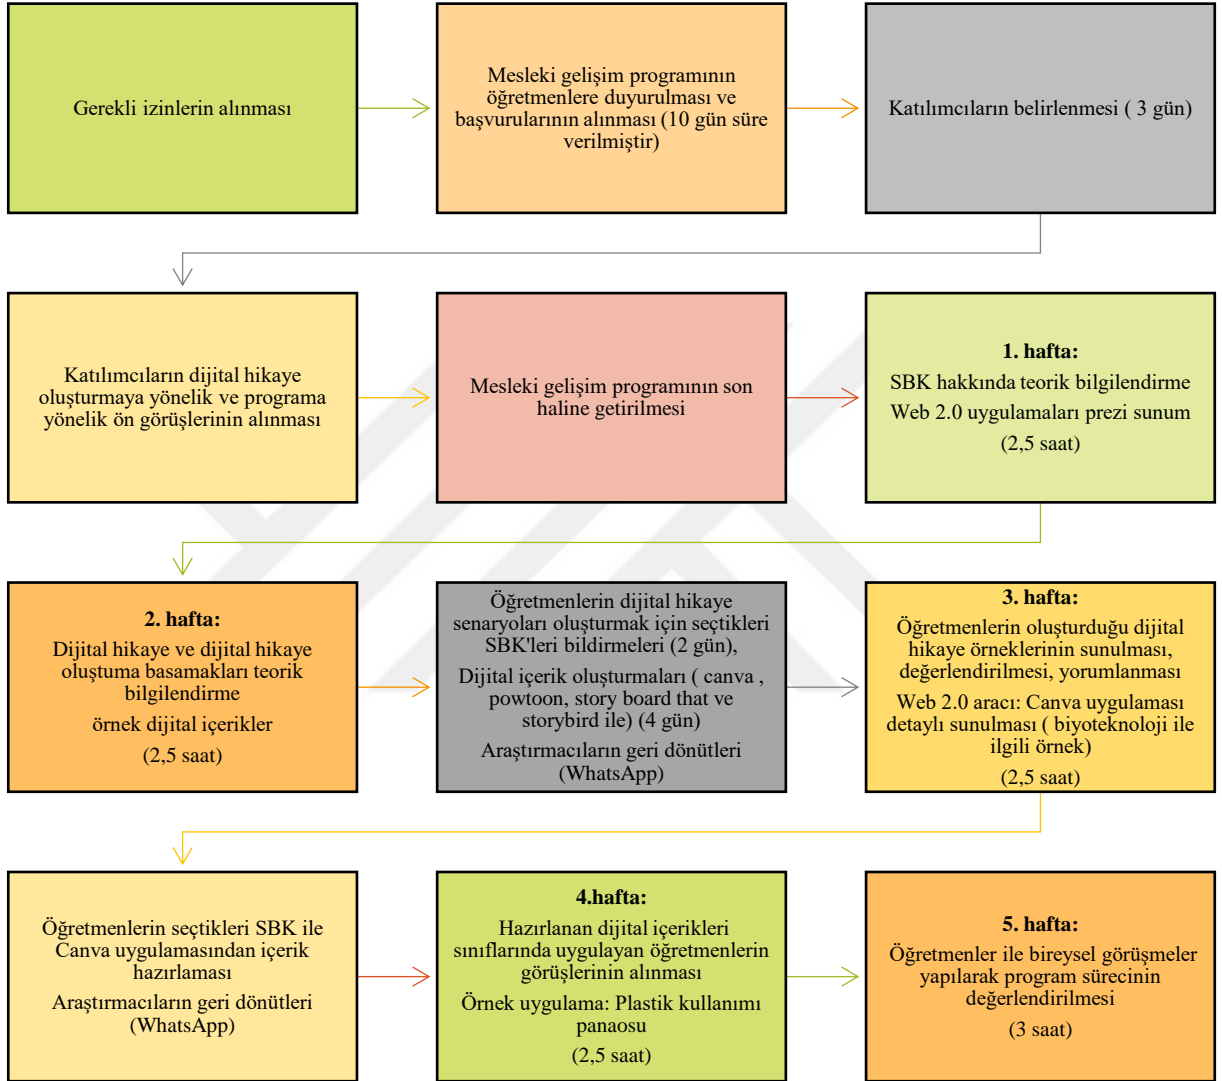 Gerekli izinlerin alınması
Mesleki gelişim programının
öğretmenlere duyurulması ve
başvurularının alınması (10 gün süre
verilmiştir)
Katılımcıların belirlenmesi ( 3 gün)
Katılımcıların dijital hikaye
oluşturmaya yönelik ve programa
yönelik ön görüşlerinin alınması
Mesleki gelişim programının son
haline getirilmesi
1. hafta:
SBK hakkında teorik bilgilendirme
Web 2.0 uygulamaları prezi sunum
(2,5 saat)
2. hafta:
Dijital hikaye ve dijital hikaye
oluştuma basamakları teorik
bilgilendirme
örnek dijital içerikler
(2,5 saat)
Öğretmenlerin dijital hikaye
senaryoları oluşturmak için seçtikleri
SBK'leri bildirmeleri (2 gün),
Dijital içerik oluşturmaları ( canva ,
powtoon, story board that ve
storybird ile) (4 gün)
Araştırmacıların geri dönütleri
(WhatsApp)
3. hafta:
Öğretmenlerin oluşturduğu dijital
hikaye örneklerinin sunulması,
değerlendirilmesi, yorumlanması
Web 2.0 aracı: Canva uygulaması
detaylı sunulması ( biyoteknoloji ile
ilgili örnek)
(2,5 saat)
Öğretmenlerin seçtikleri SBK ile
Canva uygulamasından içerik
hazırlaması
Araştırmacıların geri dönütleri
(WhatsApp)
4.hafta:
Hazırlanan dijital içerikleri
sınıflarında uygulayan öğretmenlerin
görüşlerinin alınması
Örnek uygulama: Plastik kullanımı
panaosu
(2,5 saat)
5. hafta:
Öğretmenler ile bireysel görüşmeler
yapılarak program sürecinin
değerlendirilmesi
(3 saat)